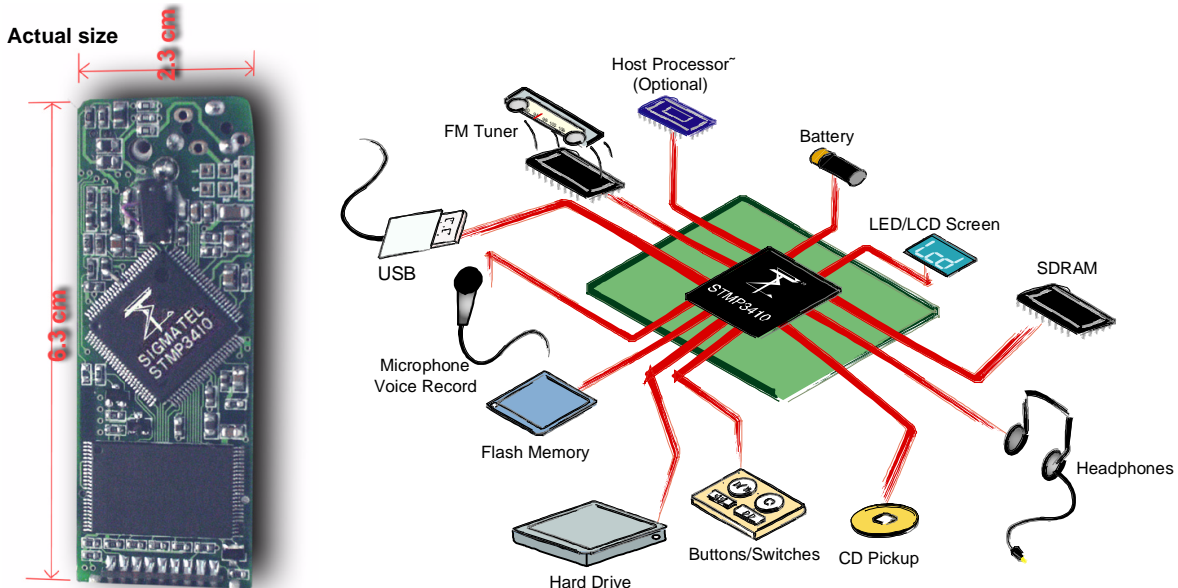 Actual size
2.3 cm
6.3 cm
SIGMATEL
STMP3410
Host Processor˜
(Optional)
FM Tuner
Battery
LED/LCD Screen
Lcd
USB
SDRAM
STMP3410
Microphone
Voice Record
Flash Memory
Headphones
Buttons/Switches
CD Pickup
Hard Drive